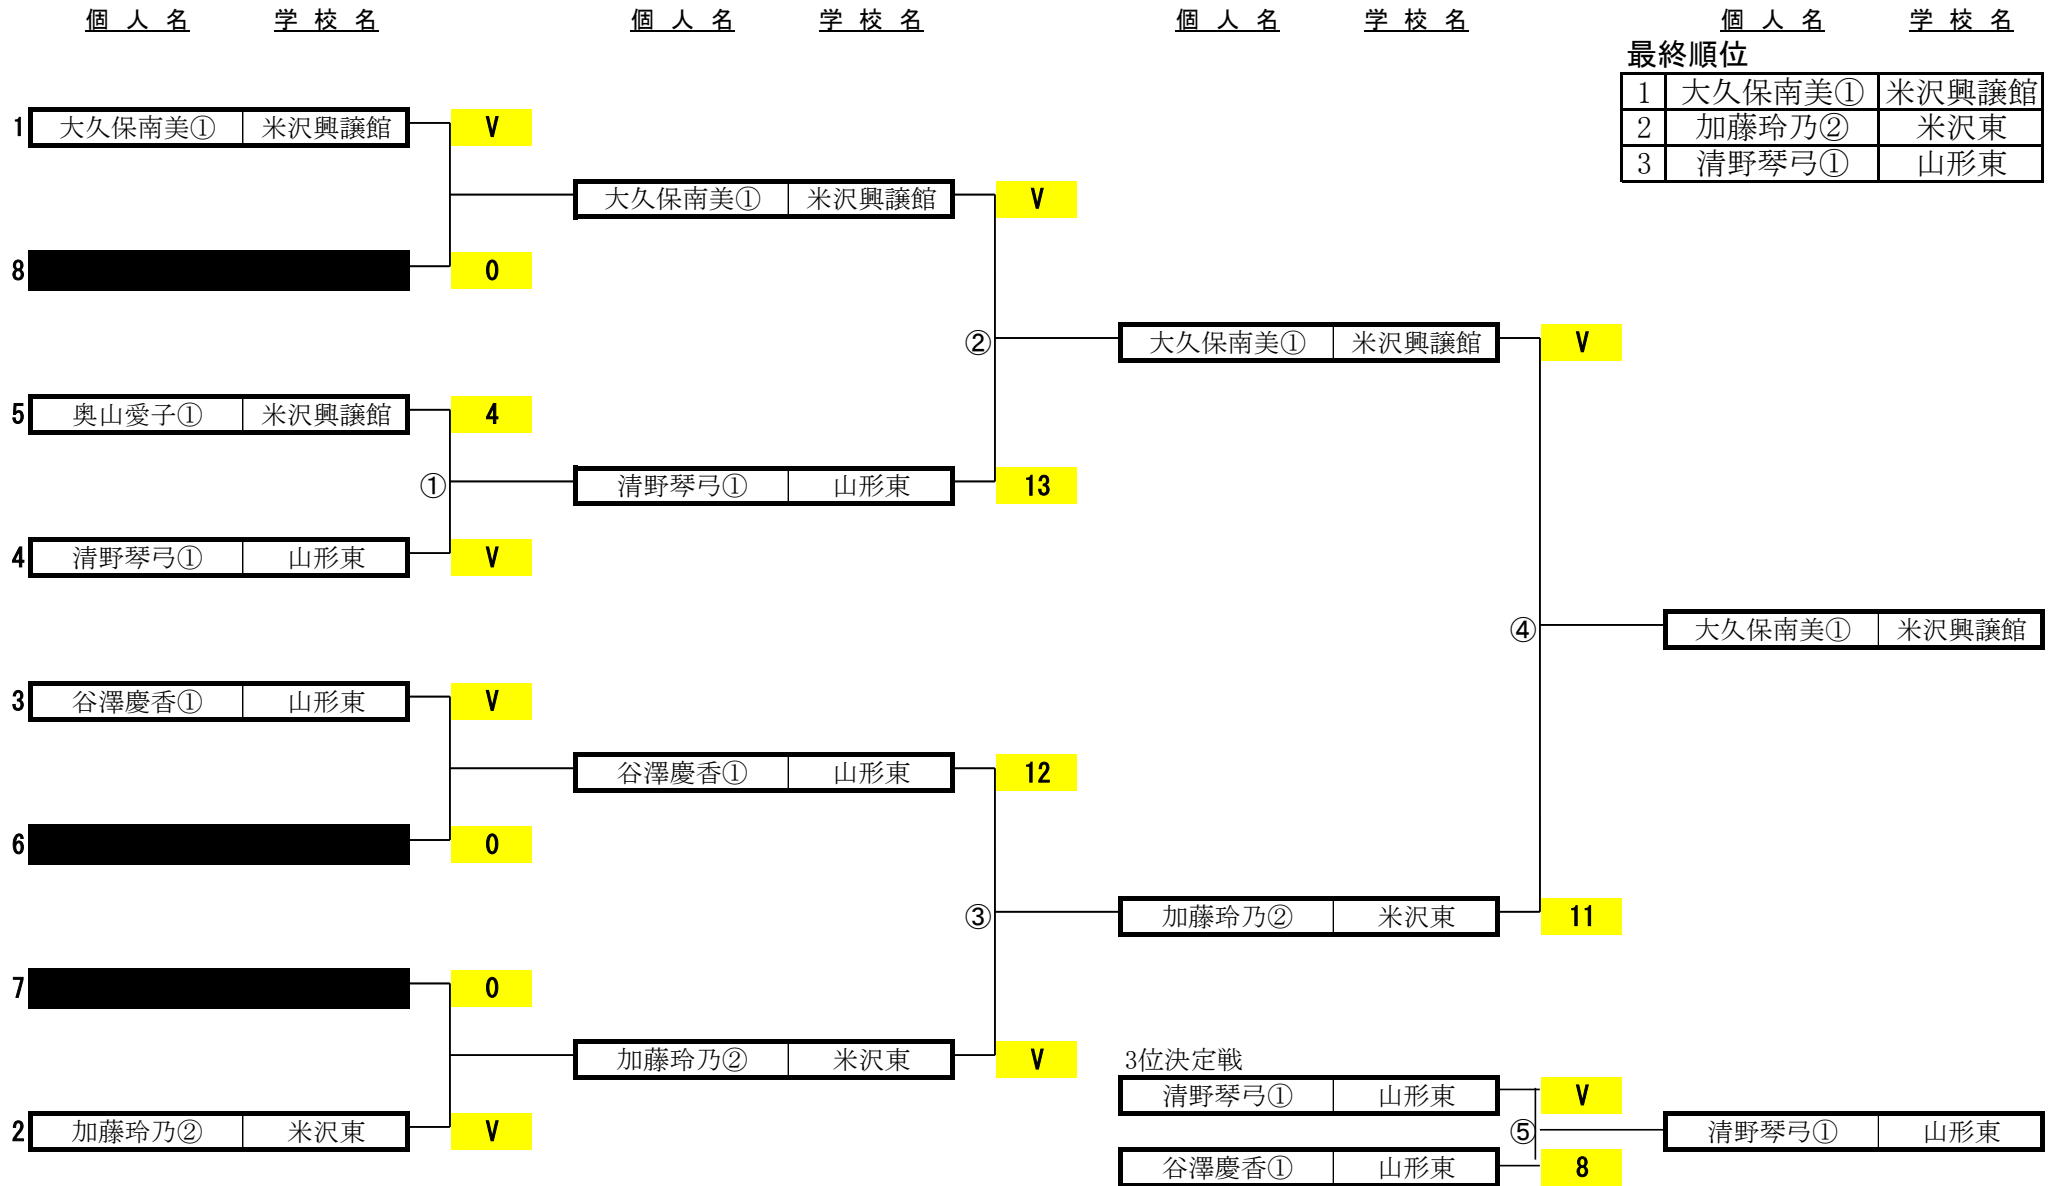 個 人 名 学 校 名 個 人 名 学 校 名 個 人 名 学 校 名 個 人 名 学 校 名
最終順位
1 大久保南美① 米沢興譲館
2 加藤玲乃② 米沢東
3 清野琴弓① 山形東
1 大久保南美① 米沢興譲館 V
大久保南美① 米沢興譲館 V
8 0
② 大久保南美① 米沢興譲館 V
5 奥山愛子① 米沢興譲館 4
① 清野琴弓① 山形東 13
4 清野琴弓① 山形東 V
④ 大久保南美① 米沢興譲館
3 谷澤慶香① 山形東 V
谷澤慶香① 山形東 12
6 0
③ 加藤玲乃② 米沢東 11
7 0
加藤玲乃② 米沢東 V
3位決定戦
清野琴弓① 山形東 V
2 加藤玲乃② 米沢東 V
⑤ 清野琴弓① 山形東
谷澤慶香① 山形東 8